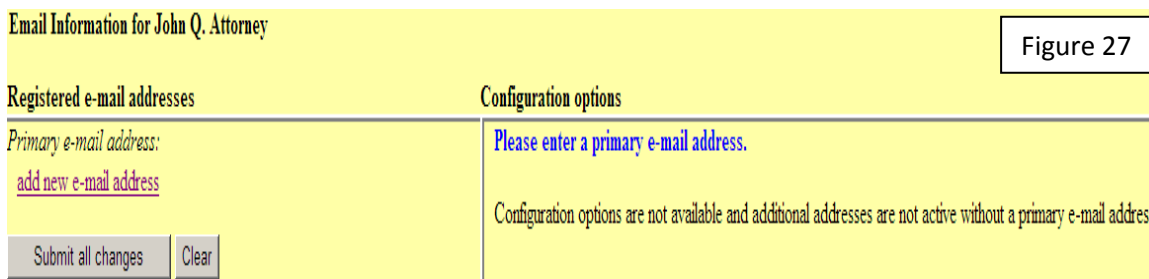 Email Information for John Q. Attorney
Figure 27
Registered e-mail addresses
Configuration options
Primary e-mail address:
add new e-mail address
Please enter a primary e-mail address.
Configuration options are not available and additional addresses are not active without a primary e-mail addres
Submit all changes
Clear